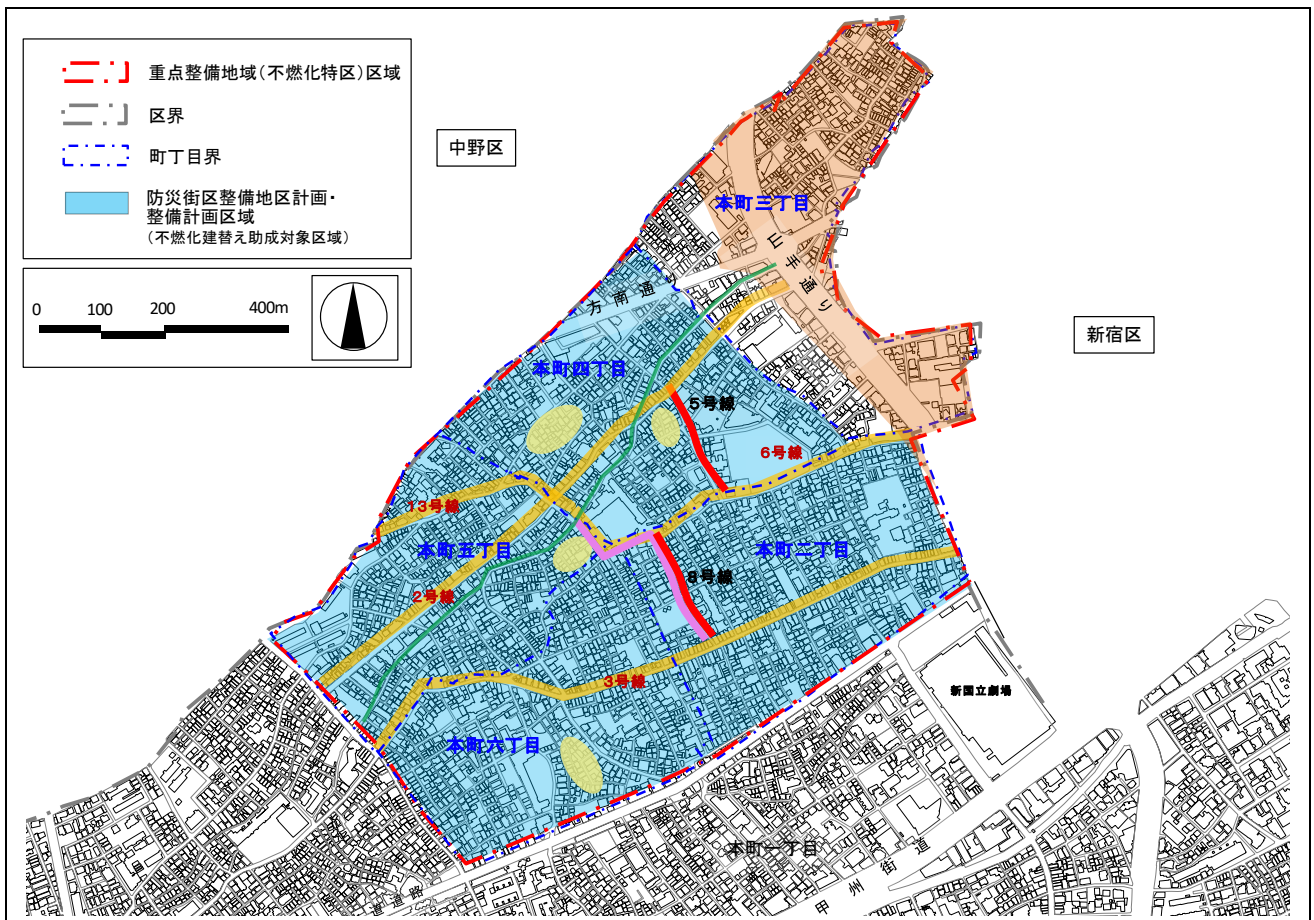 重点整備地域(不燃化特区)区域
区界
町丁目界
防災街区整備地区計画・
整備計画区域
(不燃化建替え助成対象区域)
0 100 200 400m
中野区
新宿区
本町三丁目
山手通り
方南通り
本町四丁目
5号線
6号線
13号線
本町五丁目
本町二丁目
2号線
8号線
3号線
新国立劇場
本町六丁目
本町一丁目
甲州街道
道路